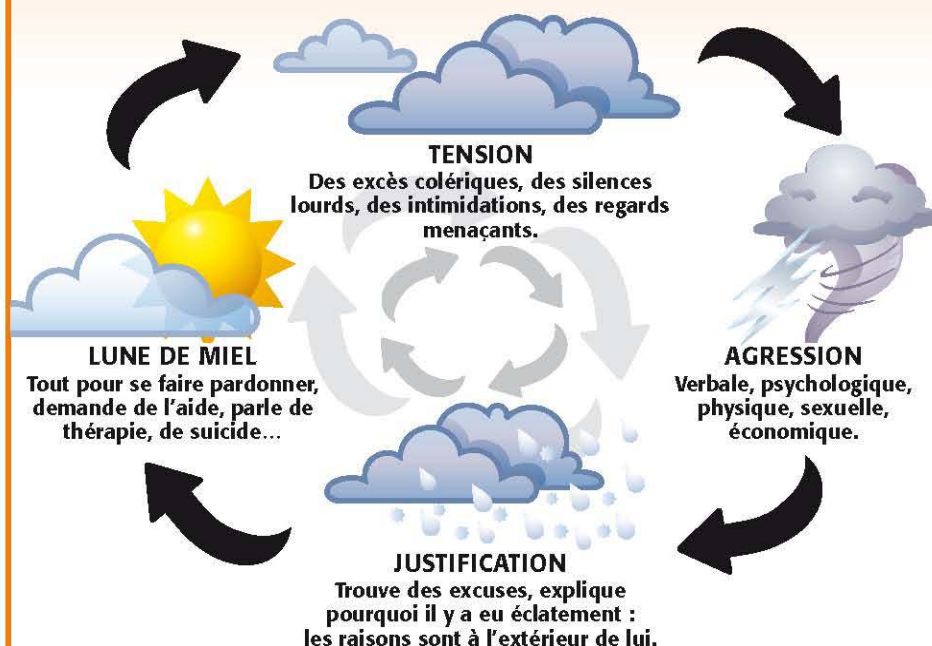 TENSION
Des excès colériques, des silences
lourds, des intimidations, des regards
menaçants.
AGRESSION
Verbale, psychologique,
physique, sexuelle,
économique.
JUSTIFICATION
Trouve des excuses, explique
pourquoi il y a eu éclatement :
les raisons sont à l'extérieur de lui.
LUNE DE MIEL
Tout pour se faire pardonner,
demande de l'aide, parle de
thérapie, de suicide…